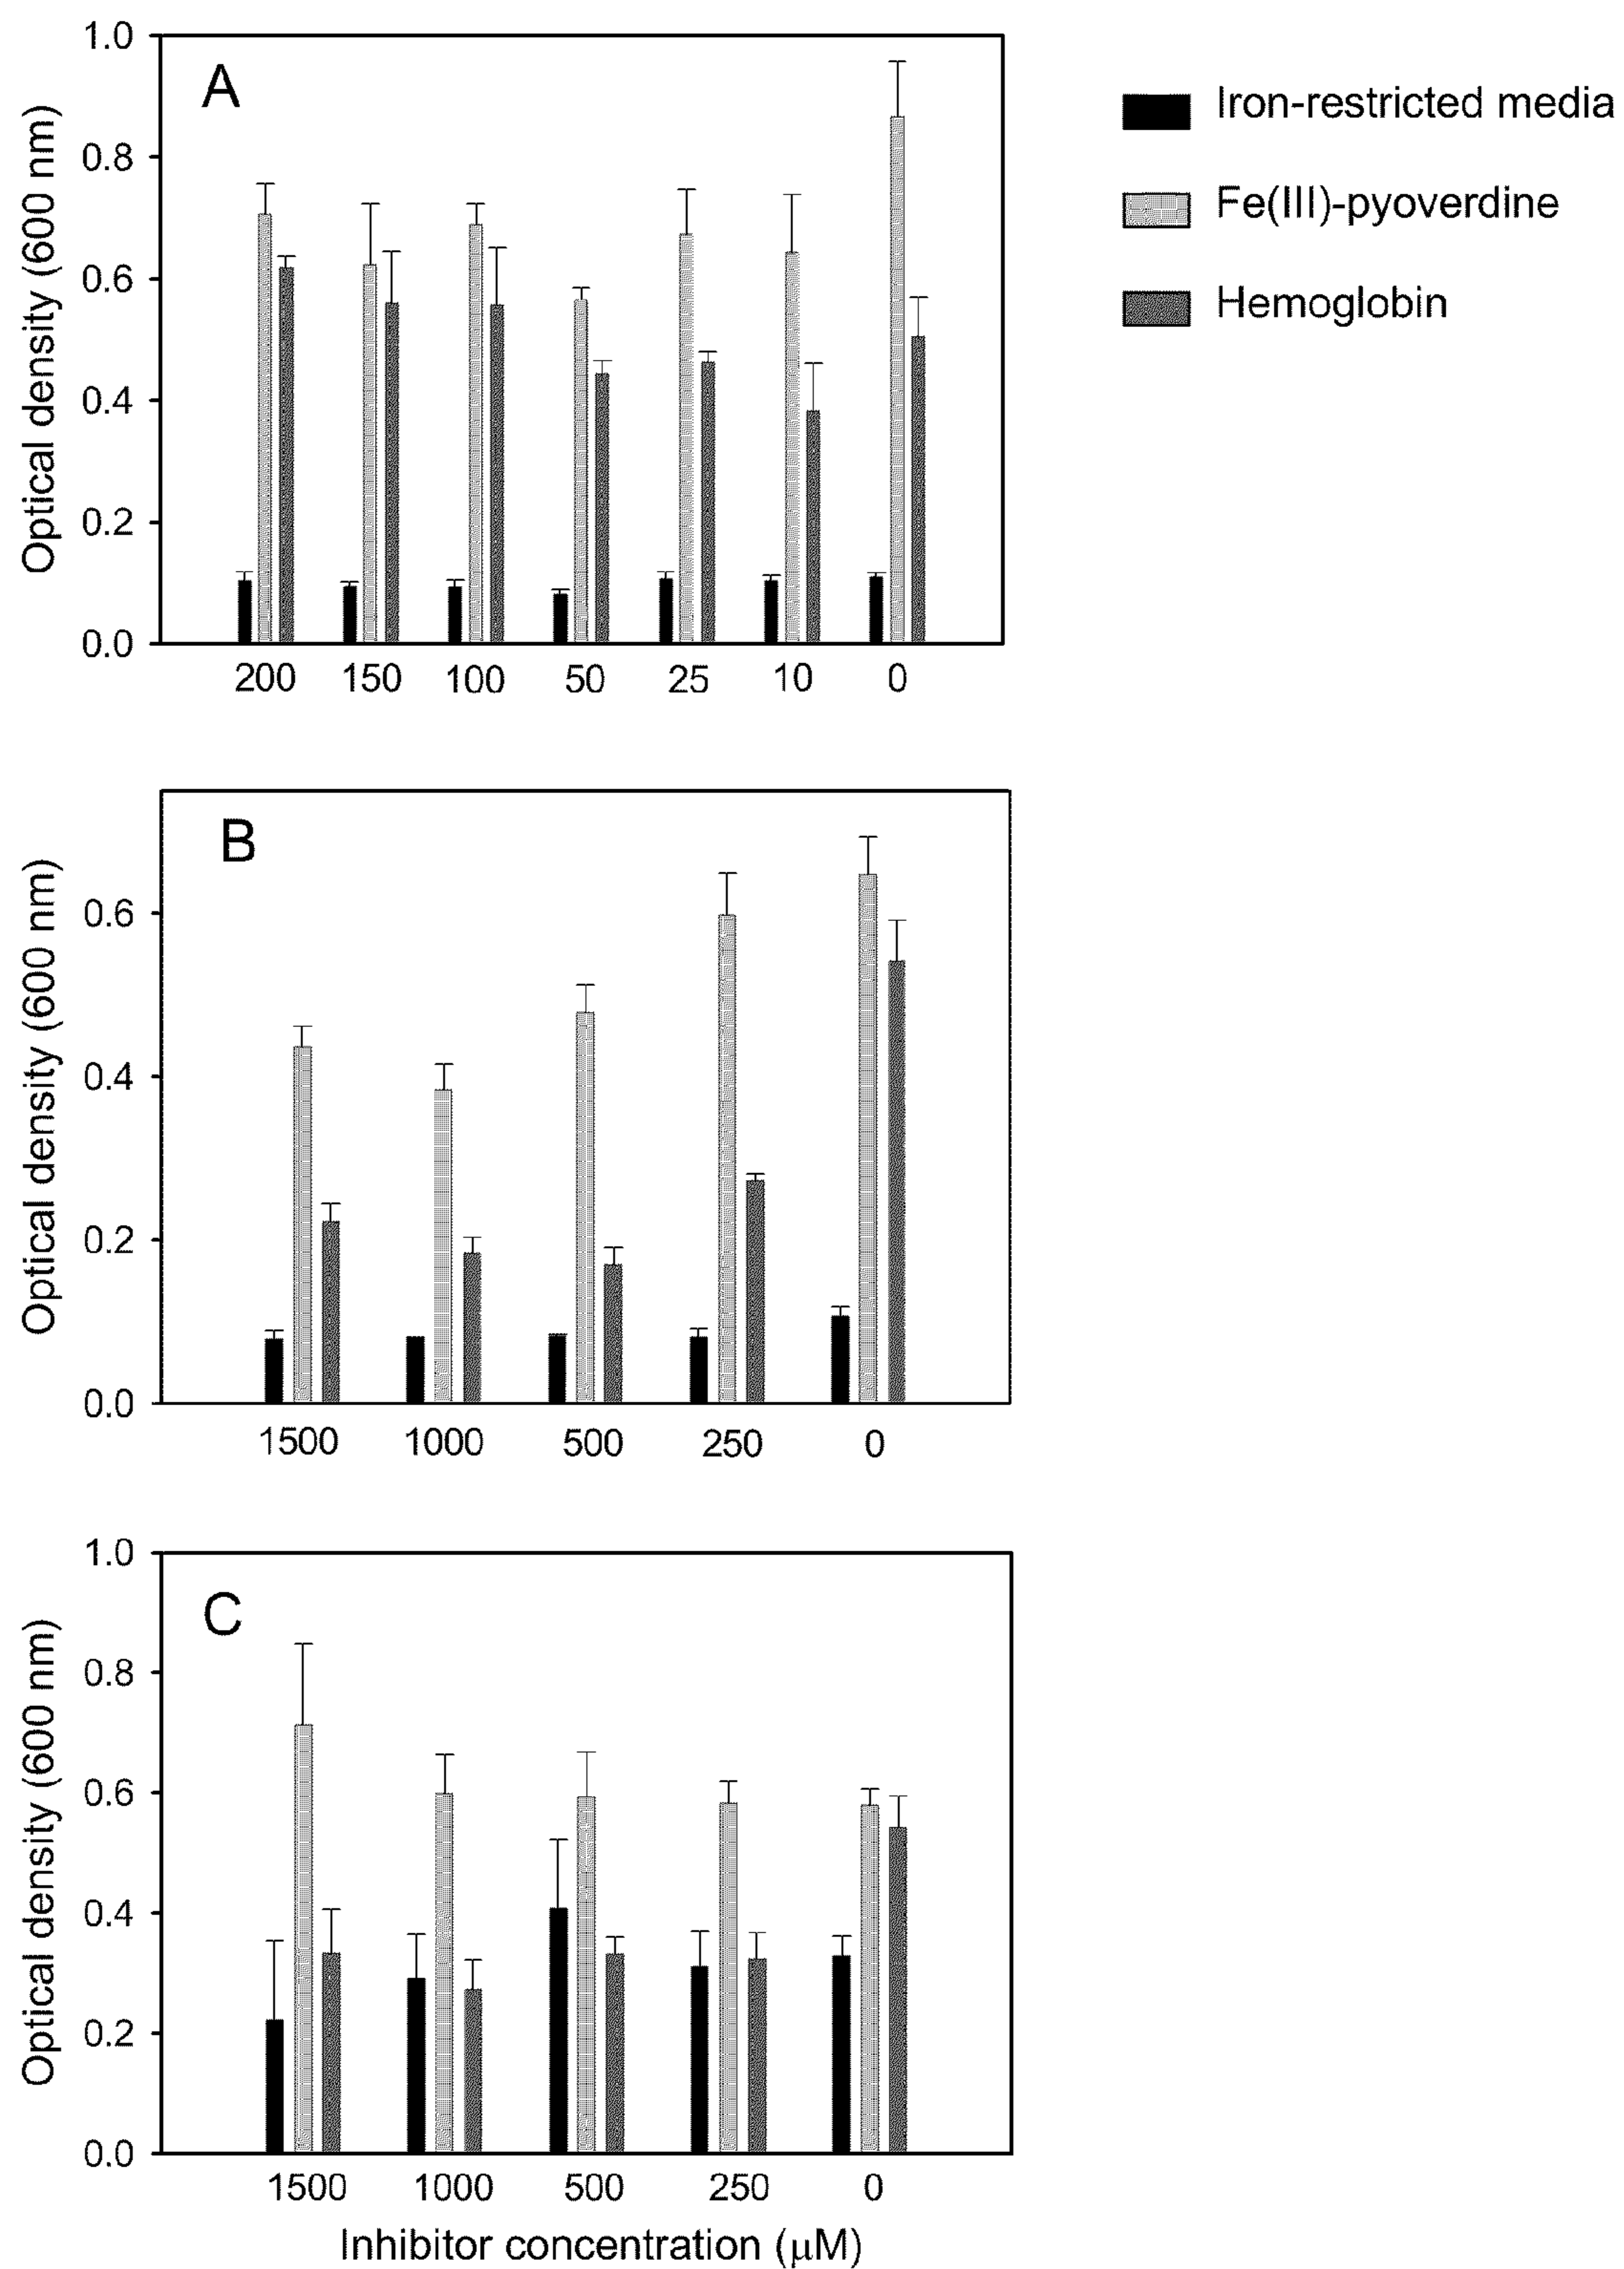 A
Optical density (600 nm)
1.0
0.8
0.6
0.4
0.2
0.0
200 150 100 50 25 10 0
Iron-restricted media
Fe(III)-pyoverdine
Hemoglobin
B
Optical density (600 nm)
0.6
0.4
0.2
0.0
1500 1000 500 250 0
C
Optical density (600 nm)
1.0
0.8
0.6
0.4
0.2
0.0
1500 1000 500 250 0
Inhibitor concentration (μM)